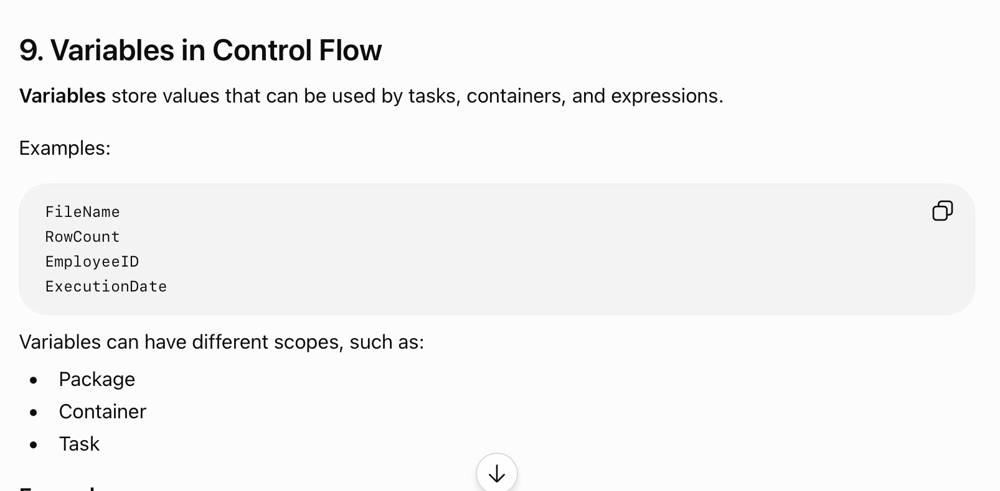 9. Variables in Control Flow
Variables store values that can be used by tasks, containers, and expressions.
Examples:
FileName
RowCount
EmployeeID
ExecutionDate
Variables can have different scopes, such as:
• Package
• Container
• Task